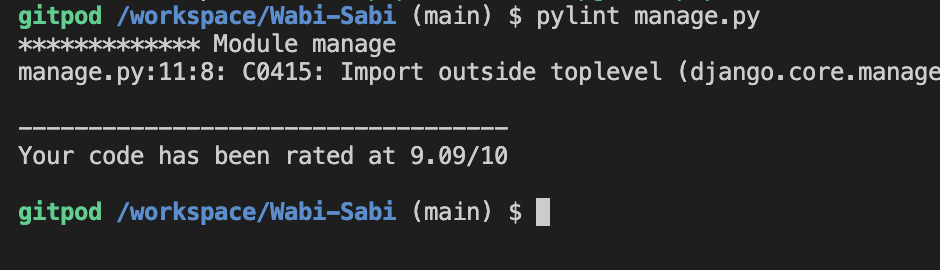 gitpod /workspace/Wabi-Sabi (main) $ pylint manage.py
************* Module manage
manage.py:11:8: C0415: Import outside toplevel (django.core.manage
-----------------------------------
Your code has been rated at 9.09/10
gitpod /workspace/Wabi-Sabi (main) $